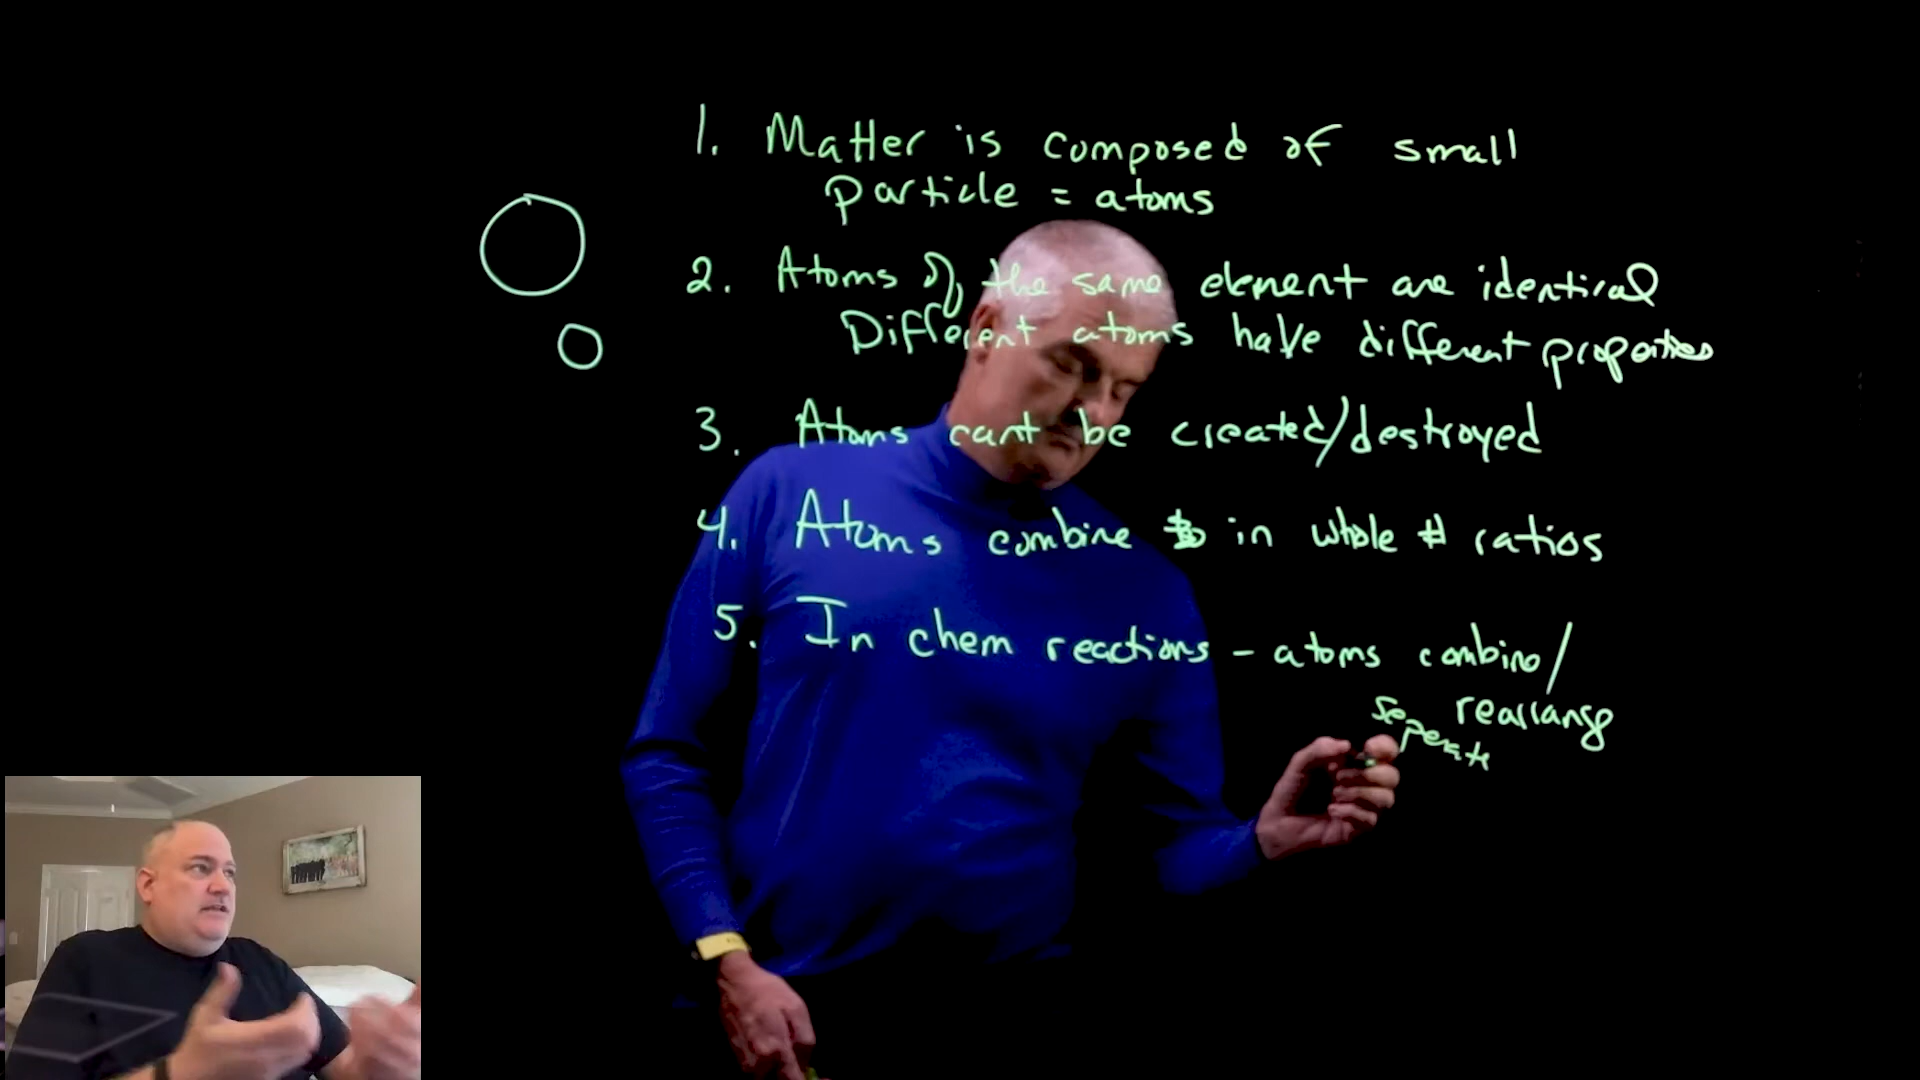 1. Matter is composed of small
particle = atoms
2. Atoms of the same element are identical
Different atoms have different properties
3. Atoms cant be created/destroyed
4. Atoms combine in whole # ratios
5. In chem reactions - atoms combine/
rearrange
seperate